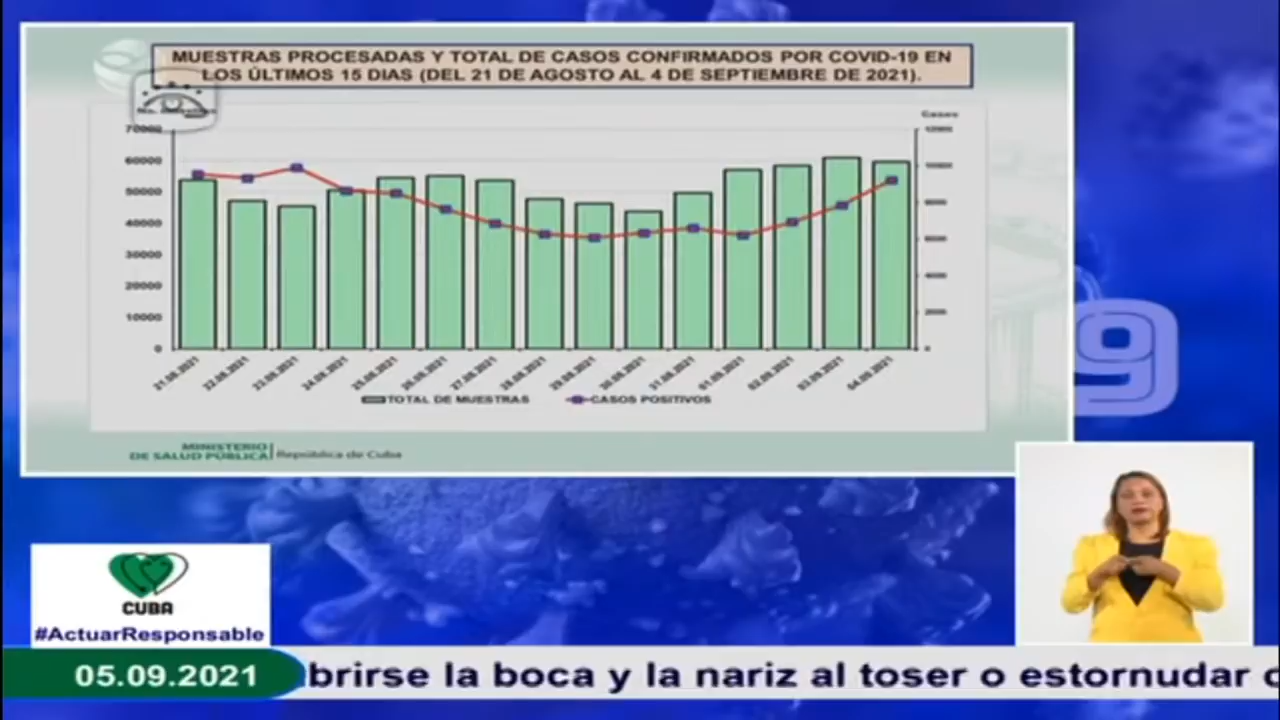 MUESTRAS PROCESADAS Y TOTAL DE CASOS CONFIRMADOS POR COVID-19 EN
LOS ÚLTIMOS 15 DIAS (DEL 21 DE AGOSTO AL 4 DE SEPTIEMBRE DE 2021).
Casos
70000
60000
50000
40000
30000
20000
10000
0
12000
10000
8000
6000
4000
2000
0
21.08.2021
22.08.2021
23.08.2021
24.08.2021
25.08.2021
26.08.2021
27.08.2021
28.08.2021
29.08.2021
30.08.2021
31.08.2021
01.09.2021
02.09.2021
03.09.2021
04.09.2021
TOTAL DE MUESTRAS
CASOS POSITIVOS
MINISTERIO
DE SALUD PÚBLICA
República de Cuba
9
CUBA
#ActuarResponsable
05.09.2021
brirse la boca y la nariz al toser o estornudar